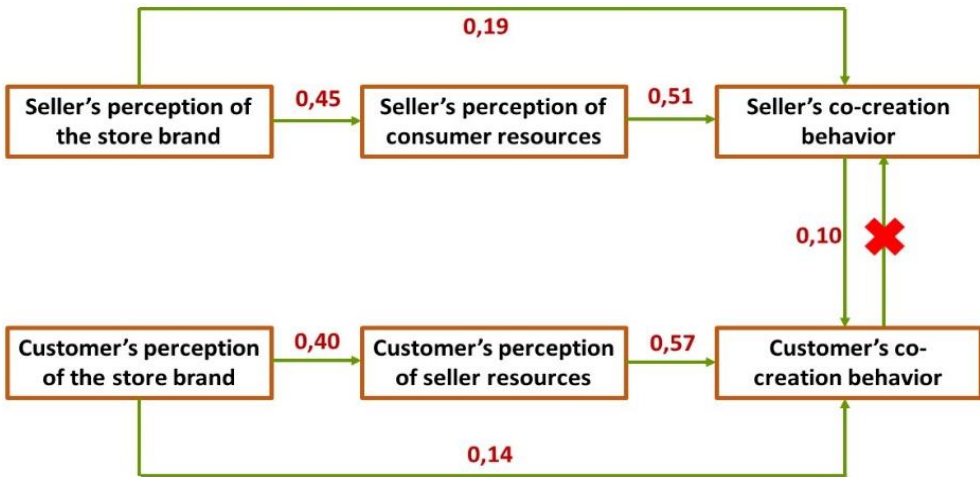 0,19
Seller's perception of
the store brand
0,45
Seller's perception of
consumer resources
0,51
Seller's co-creation
behavior
0,10
Customer's perception
of the store brand
0,40
Customer's perception
of seller resources
0,57
Customer's co-
creation behavior
0,14